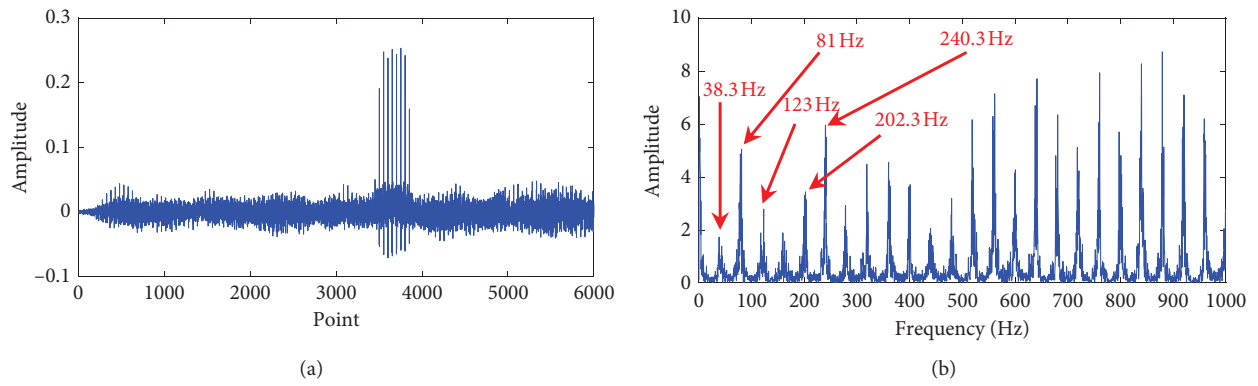 0.3
0.2
0.1
0
−0.1
Amplitude
0
1000
2000
3000
4000
5000
6000
Point
(a)
10
8
6
4
2
0
Amplitude
38.3 Hz
81 Hz
123 Hz
240.3 Hz
202.3 Hz
0
100
200
300
400
500
600
700
800
900
1000
Frequency (Hz)
(b)